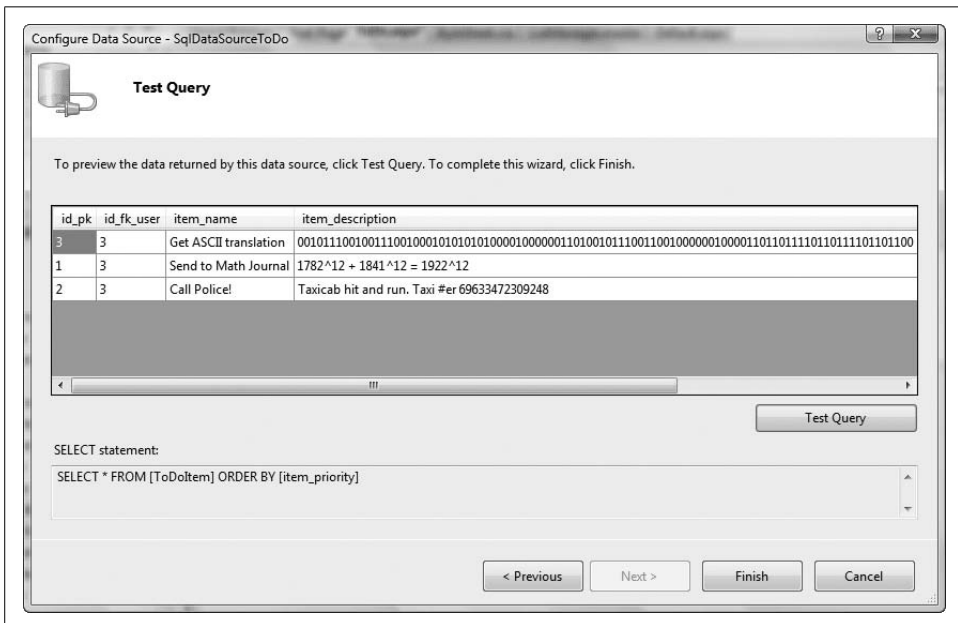 Configure Data Source - SqlDataSourceToDo
Test Query
To preview the data returned by this data source, click Test Query. To complete this wizard, click Finish.
id_pk id_fk_user item_name item_description
3 3 Get ASCII translation
1 3 Send to Math Journal 1782^12 + 1841^12 = 1922^12
2 3 Call Police! Taxicab hit and run. Taxi #er 69633472309248
Test Query
SELECT statement:
SELECT * FROM [ToDoItem] ORDER BY [item_priority]
< Previous Next > Finish Cancel